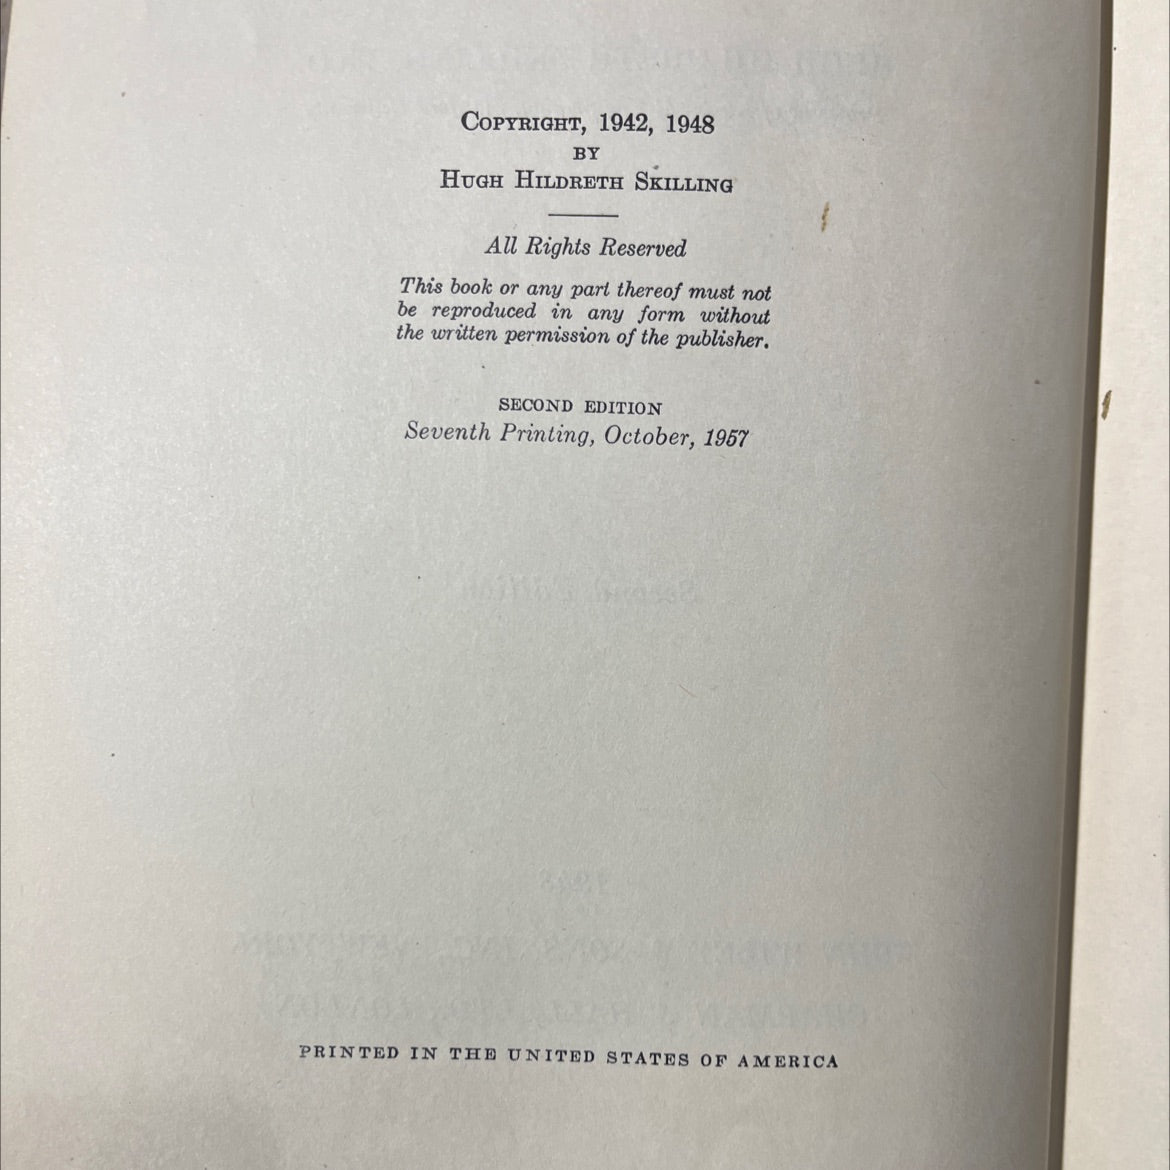 COPYRIGHT, 1942, 1948
BY
HUGH HILDRETH SKILLING
All Rights Reserved
This book or any part thereof must not
be reproduced in any form without
the written permission of the publisher.
SECOND EDITION
Seventh Printing, October, 1957
PRINTED IN THE UNITED STATES OF AMERICA